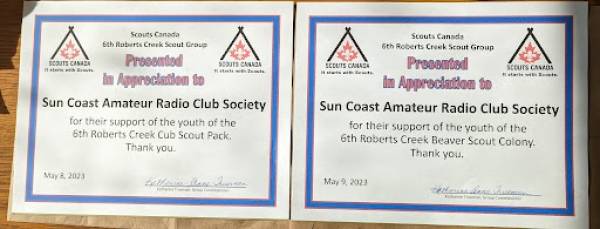 Scouts Canada
6th Roberts Creek Scout Group
SCOUTS CANADA
It starts with Scouts.
Presented
in Appreciation to
SCOUTS CANADA
It starts with Scouts.
Sun Coast Amateur Radio Club Society
for their support of the youth of the
6th Roberts Creek Cub Scout Pack.
Thank you.
May 8, 2023
Scouts Canada
6th Roberts Creek Scout Group
SCOUTS CANADA
It starts with Scouts.
Presented
in Appreciation to
SCOUTS CANADA
It starts with Scouts.
Sun Coast Amateur Radio Club Society
for their support of the youth of the
6th Roberts Creek Beaver Scout Colony.
Thank you.
May 9, 2023